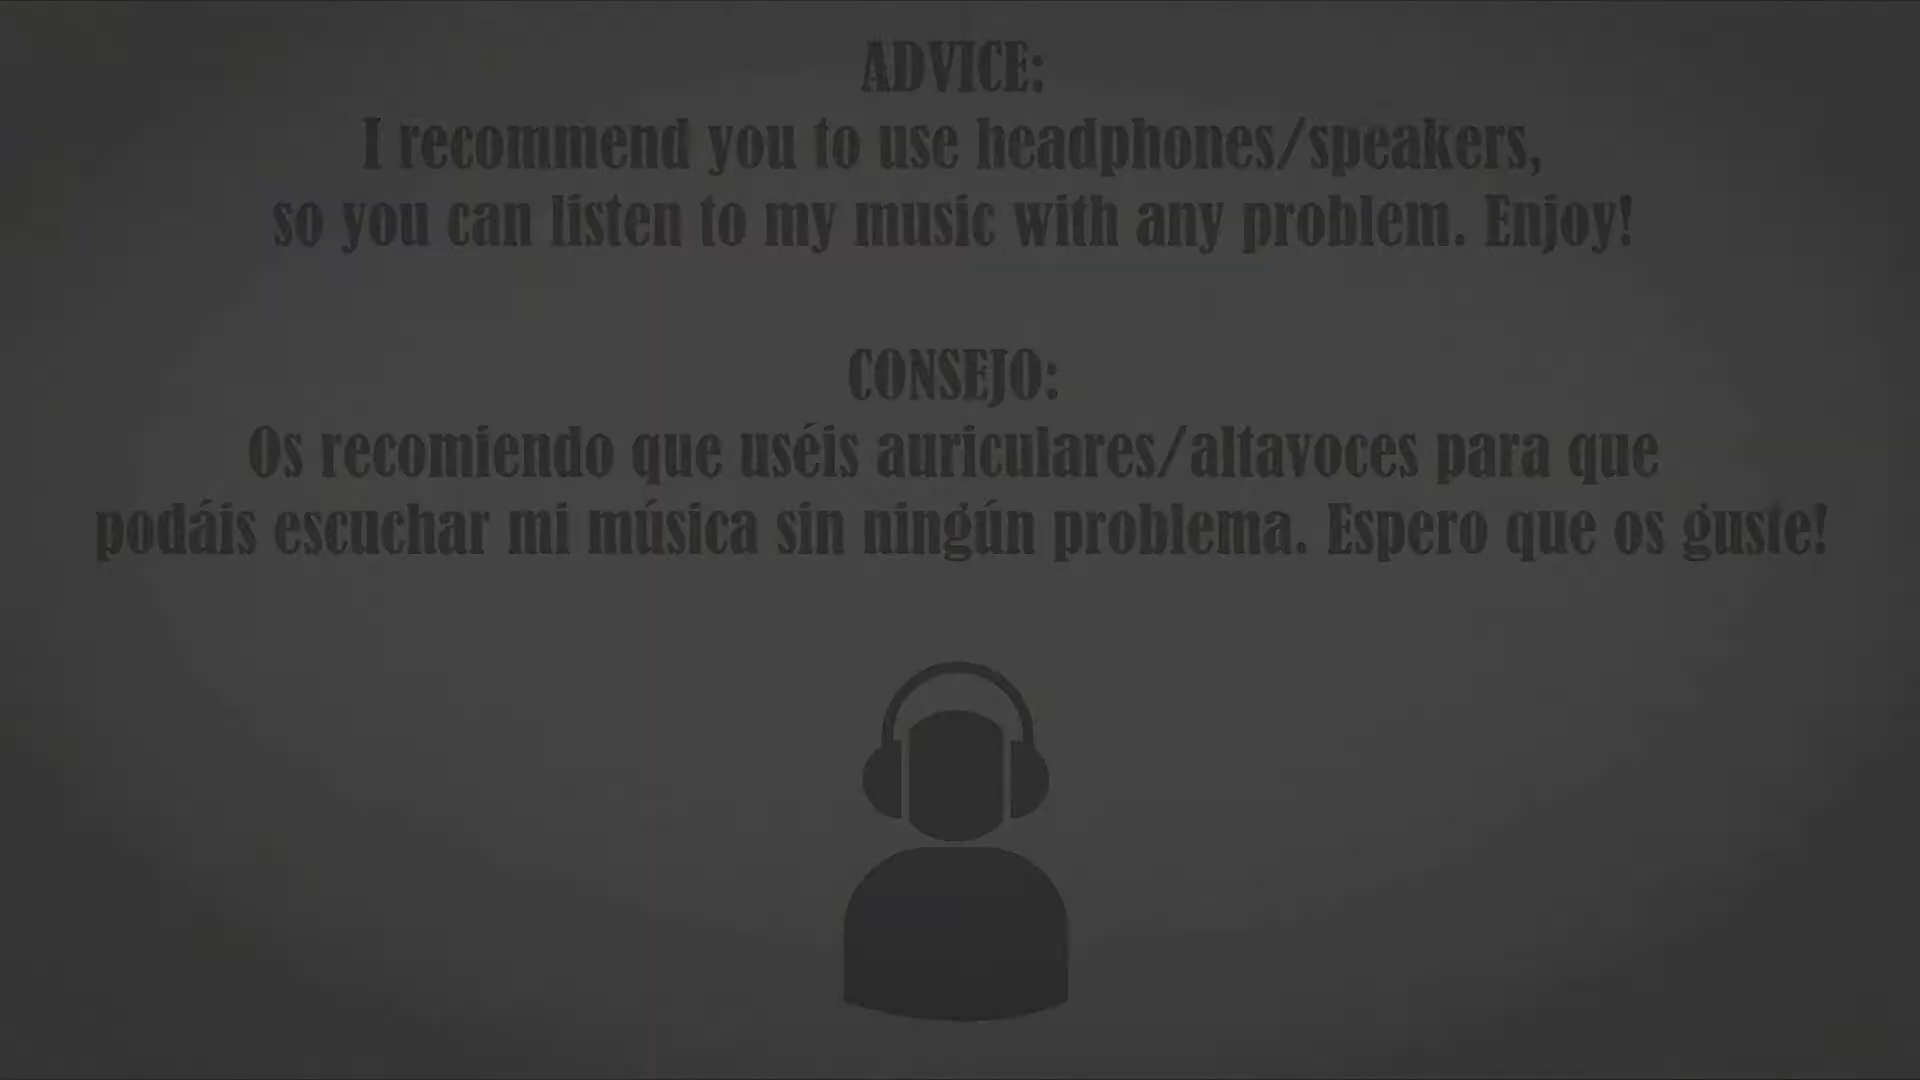 ADVICE:
I recommend you to use headphones/speakers,
so you can listen to my music with any problem. Enjoy!
CONSEJO:
Os recomiendo que uséis auriculares/altavoces para que
podáis escuchar mi música sin ningún problema. Espero que os guste!